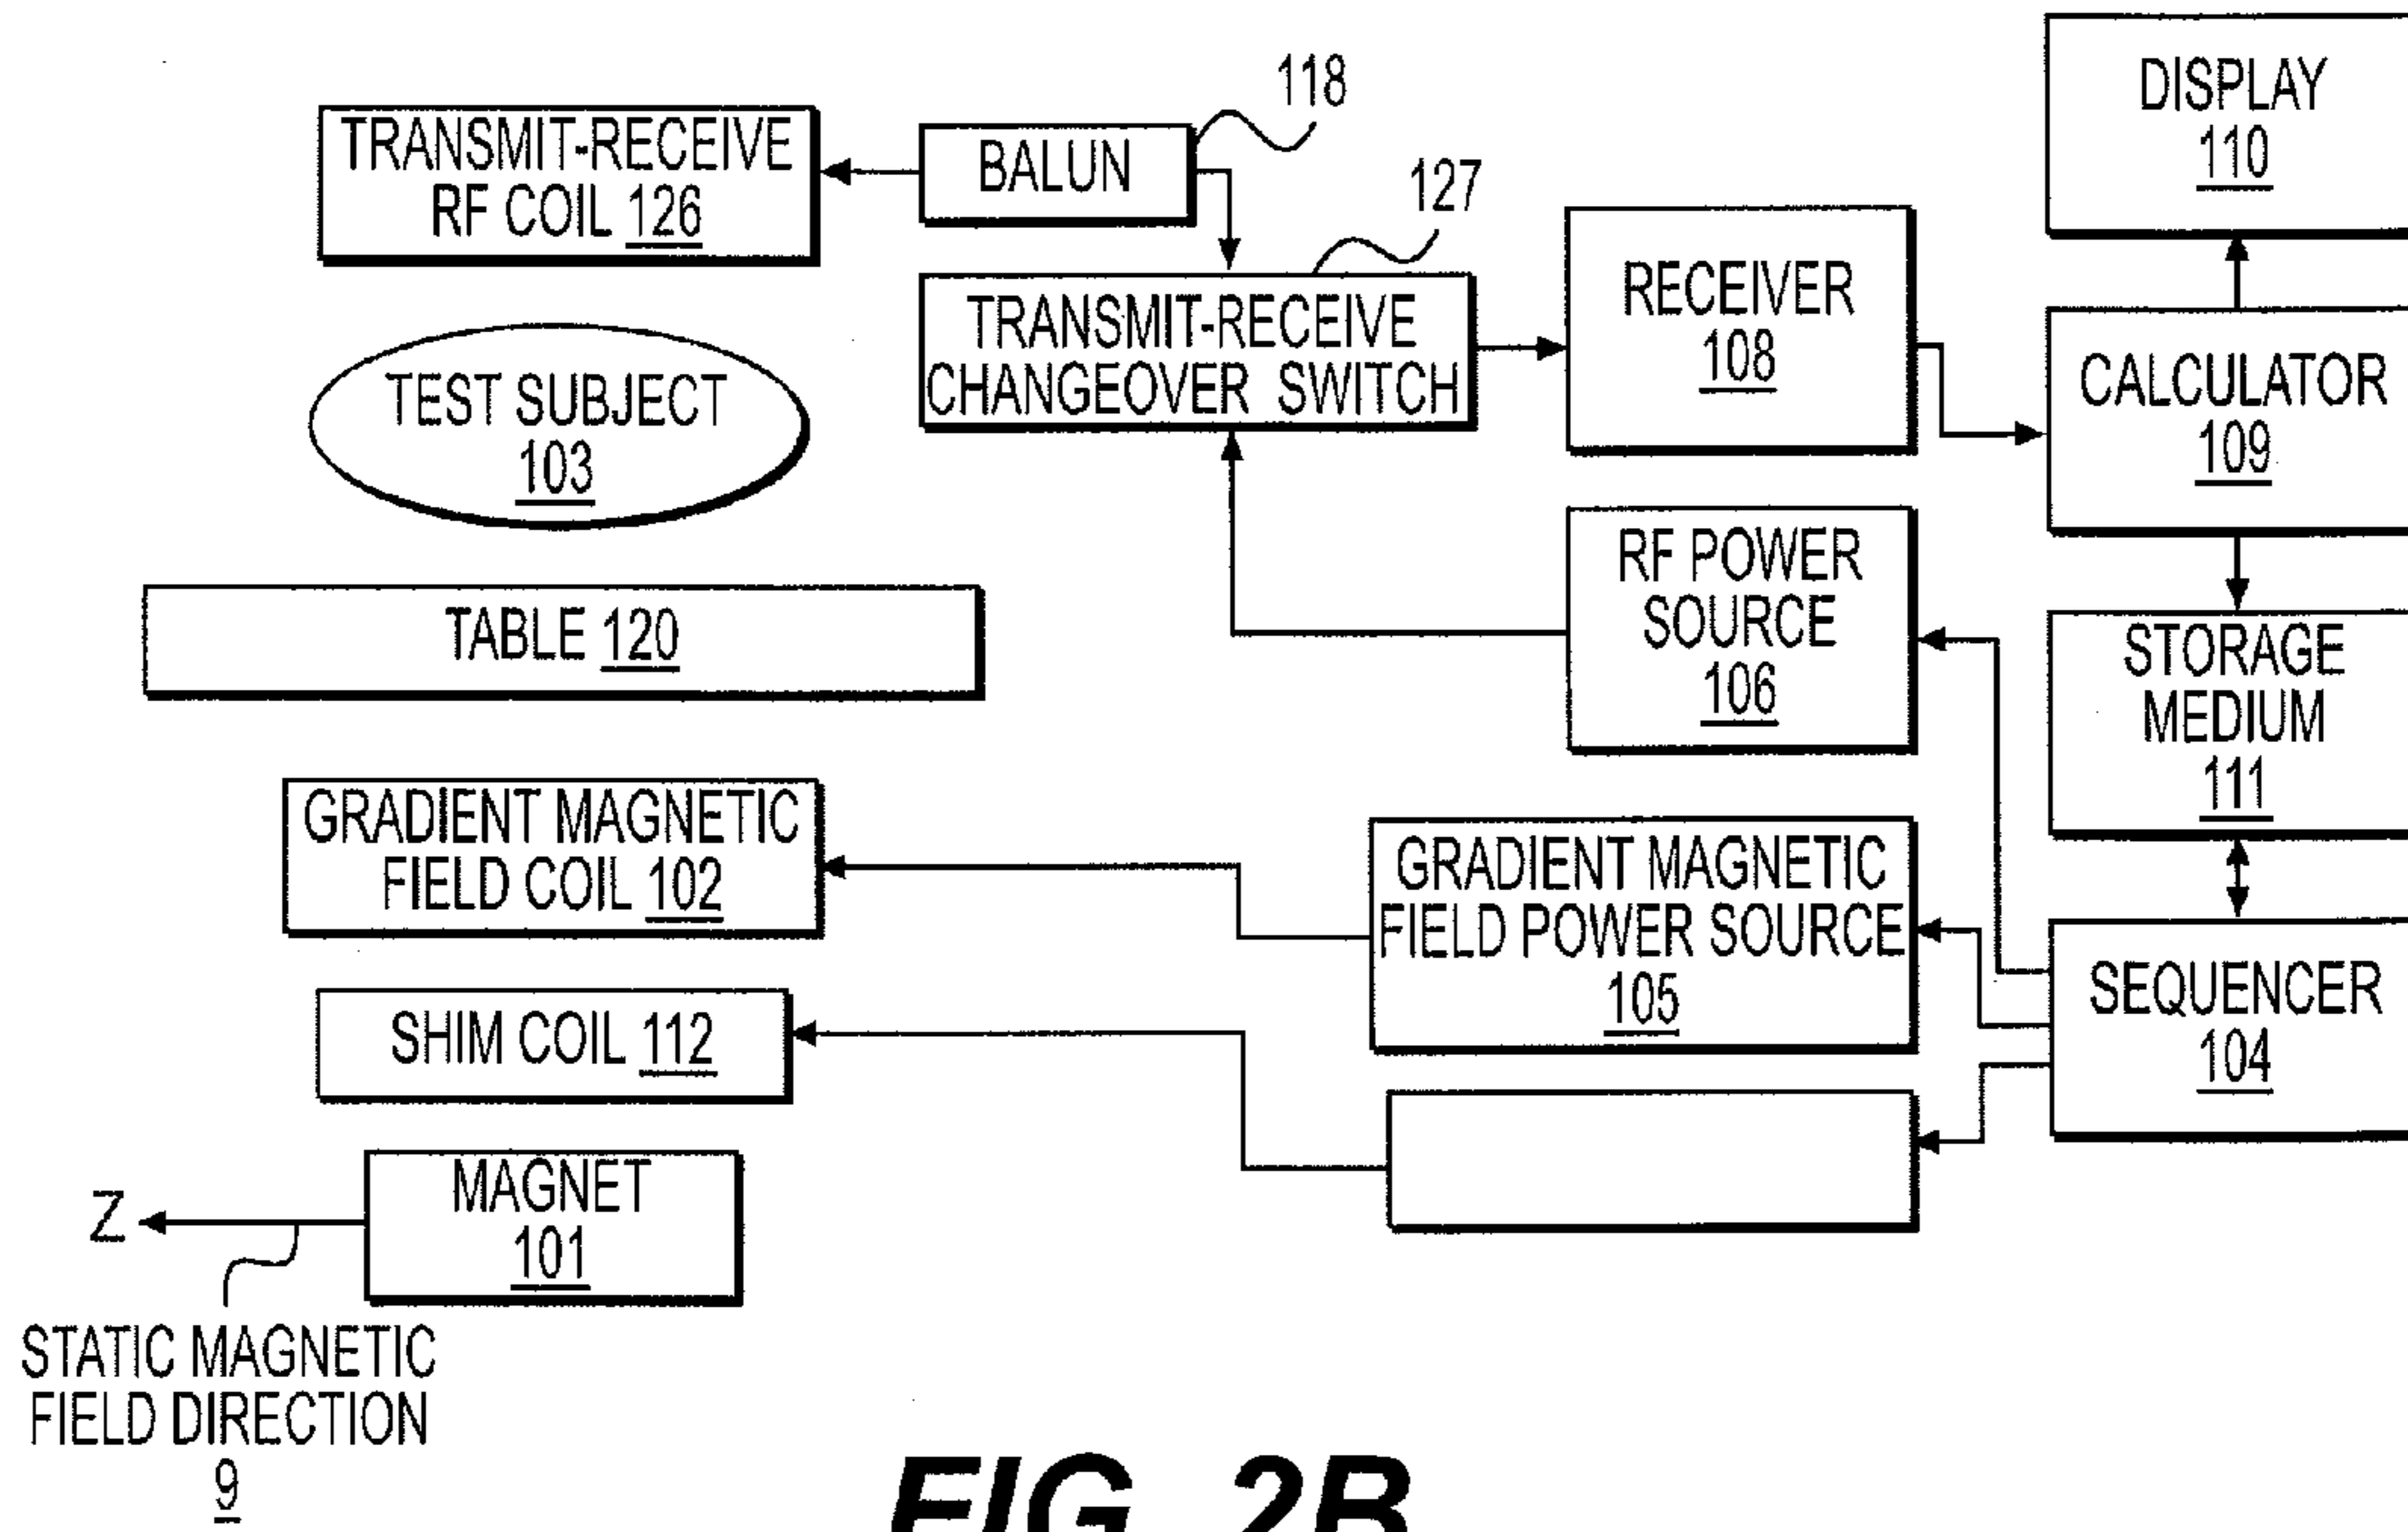 118
DISPLAY
110
TRANSMIT-RECEIVE
RF COIL 126
BALUN
127
TRANSMIT-RECEIVE
CHANGEOVER SWITCH
RECEIVER
108
CALCULATOR
109
TEST SUBJECT
103
RF POWER
SOURCE
106
TABLE 120
STORAGE
MEDIUM
111
GRADIENT MAGNETIC
FIELD COIL 102
GRADIENT MAGNETIC
FIELD POWER SOURCE
105
SEQUENCER
104
SHIM COIL 112
MAGNET
101
Z
STATIC MAGNETIC
FIELD DIRECTION
9
FIG. 2B